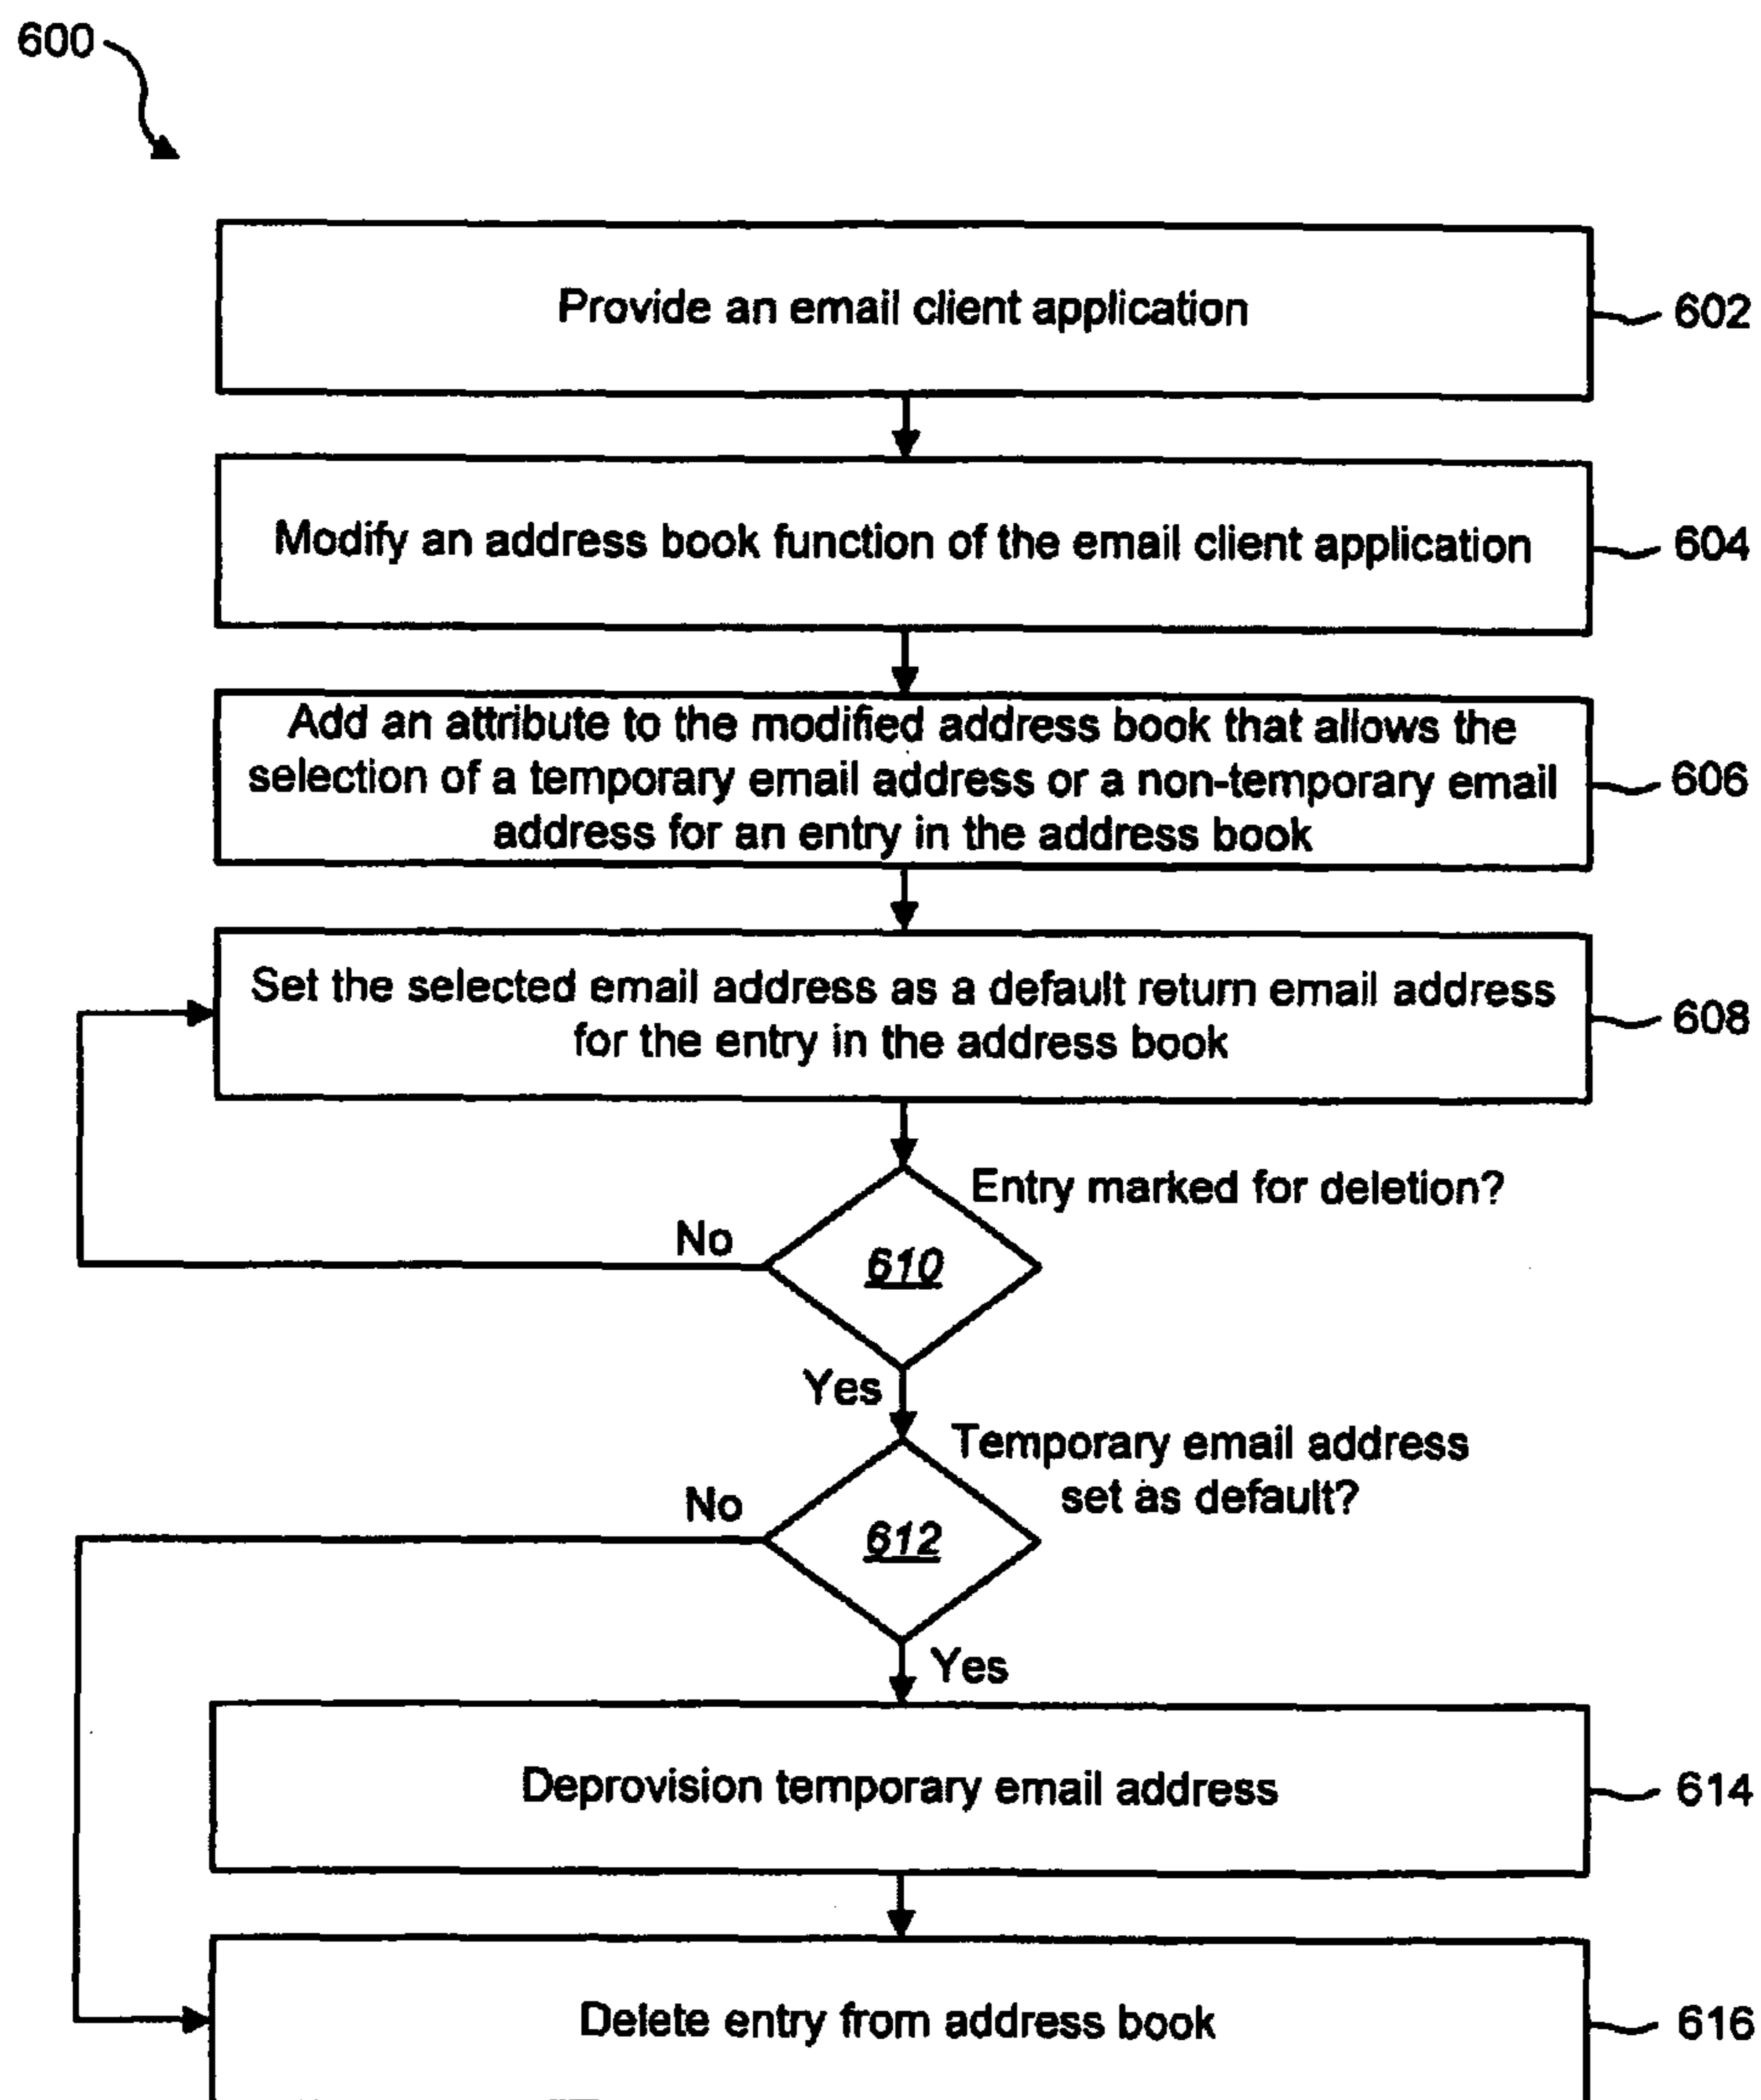 600
Provide an email client application
602
Modify an address book function of the email client application
604
Add an attribute to the modified address book that allows the
selection of a temporary email address or a non-temporary email
address for an entry in the address book
606
Set the selected email address as a default return email address
for the entry in the address book
608
Entry marked for deletion?
No
610
Yes
Temporary email address
set as default?
No
612
Yes
Deprovision temporary email address
614
Delete entry from address book
616